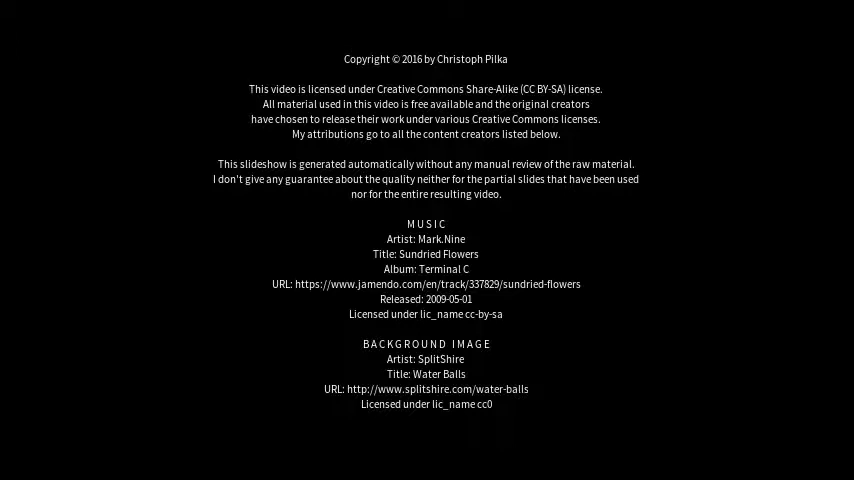 Copyright © 2016 by Christoph Pilka
This video is licensed under Creative Commons Share-Alike (CC BY-SA) license.
All material used in this video is free available and the original creators
have chosen to release their work under various Creative Commons licenses.
My attributions go to all the content creators listed below.
This slideshow is generated automatically without any manual review of the raw material.
I don't give any guarantee about the quality neither for the partial slides that have been used
nor for the entire resulting video.
MUSIC
Artist: Mark.Nine
Title: Sundried Flowers
Album: Terminal C
URL: https://www.jamendo.com/en/track/337829/sundried-flowers
Released: 2009-05-01
Licensed under lic_name cc-by-sa
BACKGROUND IMAGE
Artist: SplitShire
Title: Water Balls
URL: http://www.splitshire.com/water-balls
Licensed under lic_name cc0